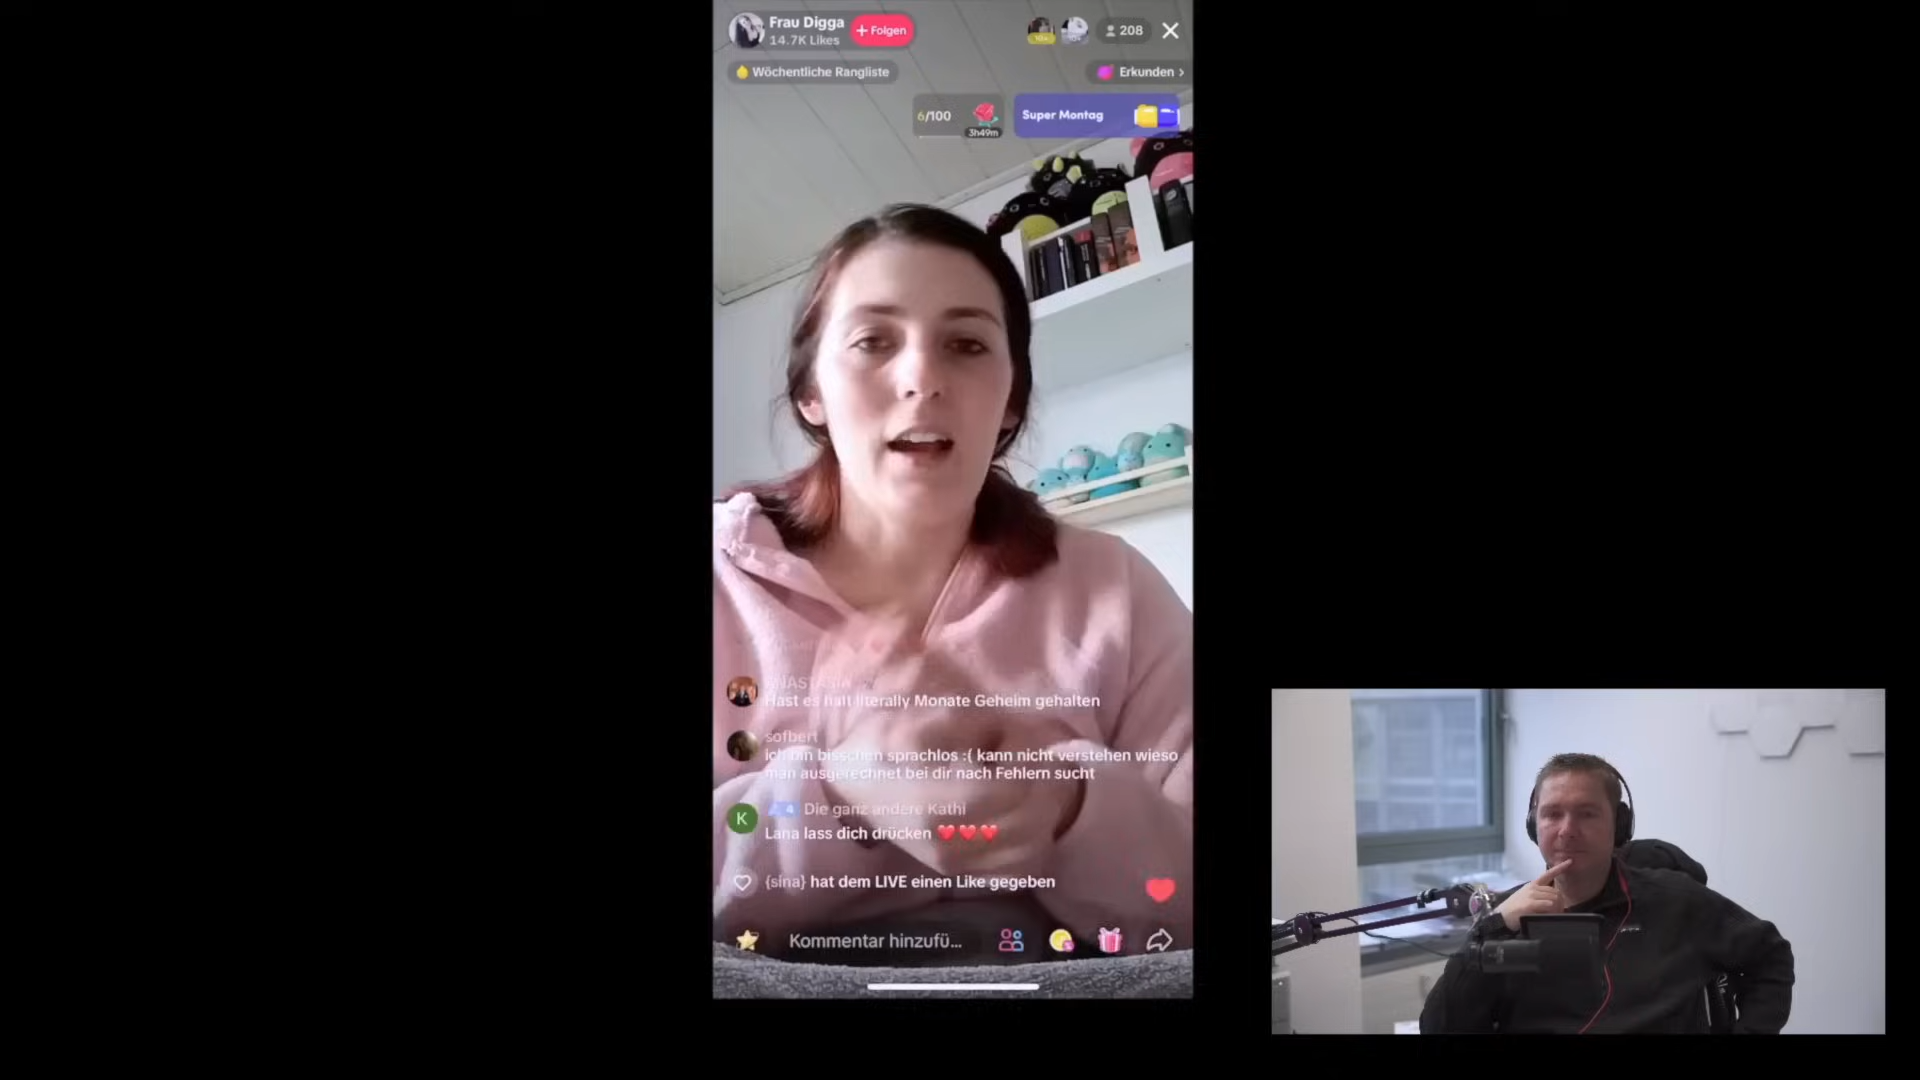 Frau Digga
14.7K Likes
+ Folgen
208
Wöchentliche Rangliste
Erkunden >
6/100
3h49m
Super Montag
Hast es halt literally Monate Geheim gehalten
sofbert
ich bin bisschen sprachlos :( kann nicht verstehen wieso
man ausgerechnet bei dir nach Fehlern sucht
K
4 Die ganz andere Kathi
Lana lass dich drücken ❤❤❤
{sina} hat dem LIVE einen Like gegeben
Kommentar hinzufü...